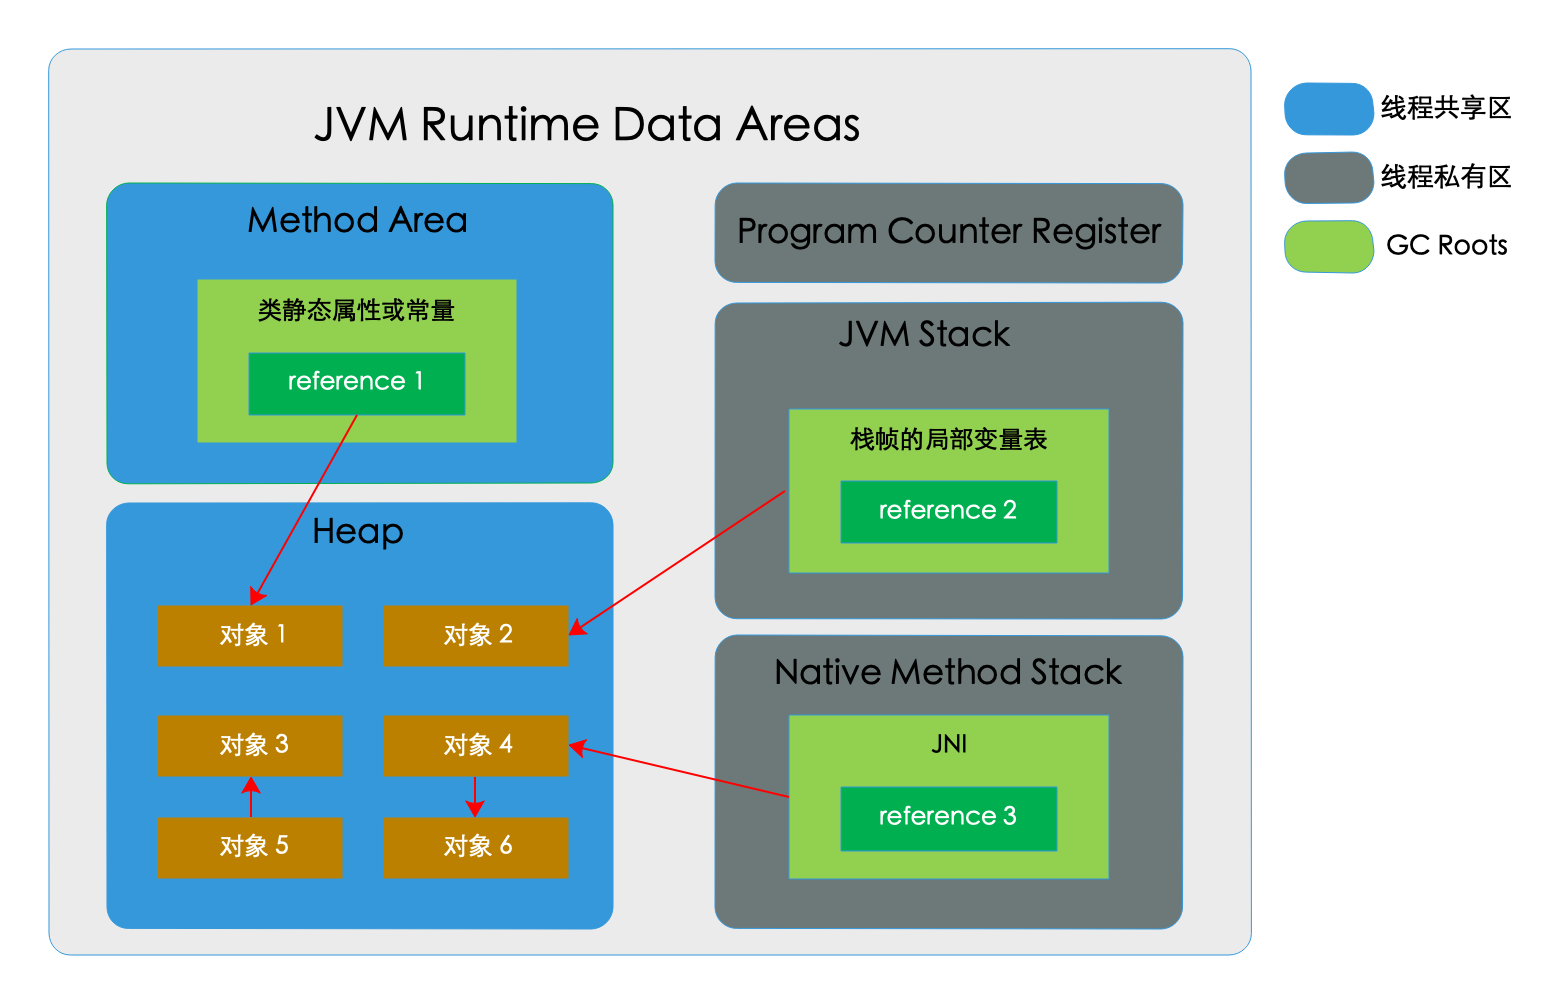 JVM Runtime Data Areas
Method Area
类静态属性或常量
reference 1
Heap
对象 1
对象 2
对象 3
对象 4
对象 5
对象 6
Program Counter Register
JVM Stack
栈帧的局部变量表
reference 2
Native Method Stack
JNI
reference 3
线程共享区
线程私有区
GC Roots